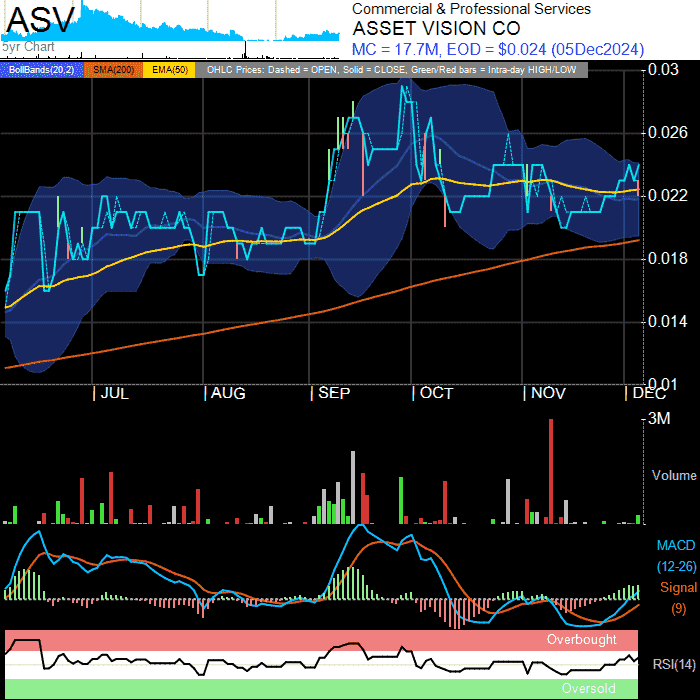 ASV
5yr Chart
Commercial & Professional Services
ASSET VISION CO
MC = 17.7M, EOD = $0.024 (05Dec2024)
BollBands(20,2) SMA(200) EMA(50) OHLC Prices: Dashed = OPEN, Solid = CLOSE, Green/Red bars = Intra-day HIGH/LOW
0.03
0.026
0.022
0.018
0.014
0.01
JUL AUG SEP OCT NOV DEC
3M
Volume
MACD
(12-26)
Signal
(9)
Overbought
RSI(14)
Oversold